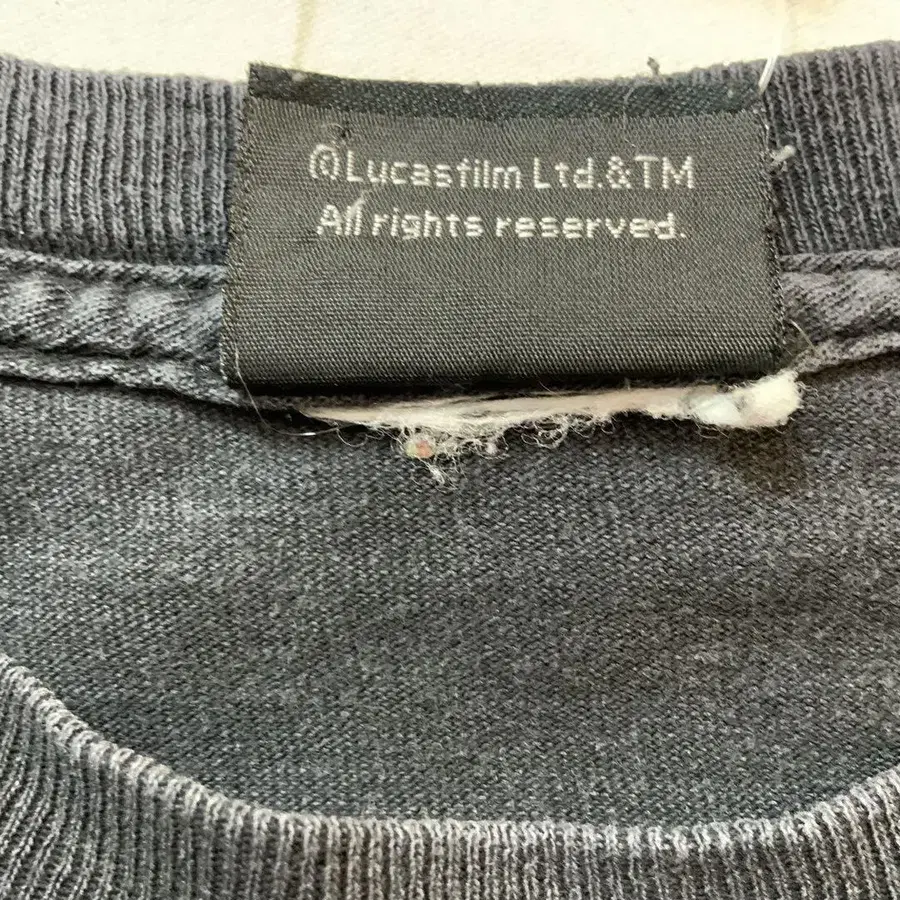 @Lucasfilm Ltd.&TM
All rights reserved.